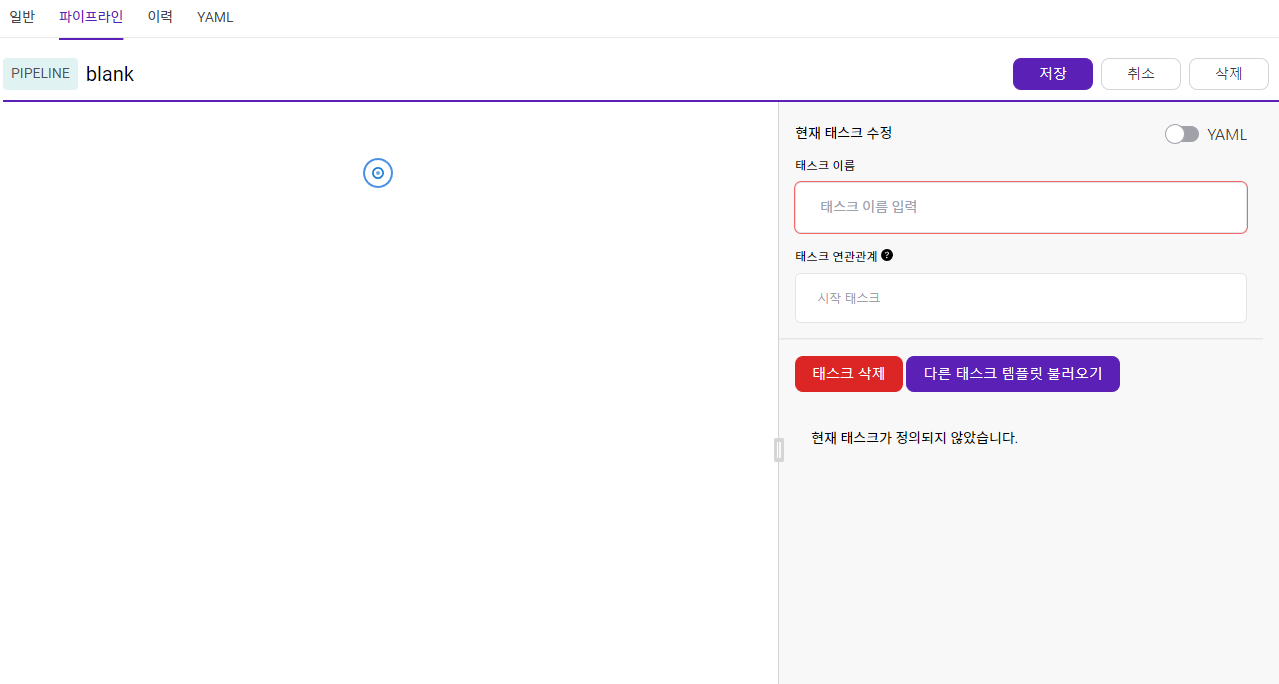 일반 파이프라인 이력 YAML
PIPELINE blank 저장 취소 삭제
현재 태스크 수정 YAML
태스크 이름
태스크 이름 입력
태스크 연관관계 ?
시작 태스크
태스크 삭제 다른 태스크 템플릿 불러오기
현재 태스크가 정의되지 않았습니다.